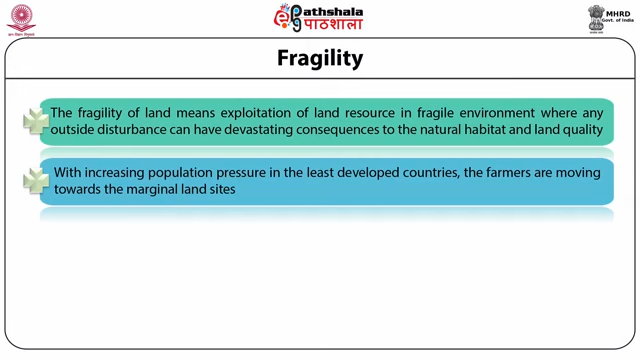 ePathshala
पाठशाला
MHRD
Govt. of India
Fragility
The fragility of land means exploitation of land resource in fragile environment where any
outside disturbance can have devastating consequences to the natural habitat and land quality
With increasing population pressure in the least developed countries, the farmers are moving
towards the marginal land sites